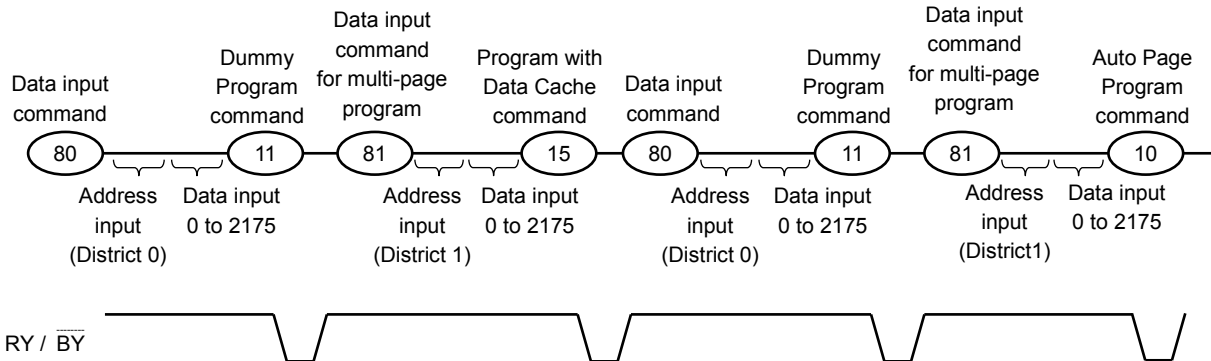 Data input
command
Dummy
Program
command
Data input
command
for multi-page
program
Program with
Data Cache
command
Data input
command
Dummy
Program
command
Data input
command
for multi-page
program
Auto Page
Program
command
80
11
81
15
80
11
81
10
Address
input
(District 0)
Data input
0 to 2175
Address
input
(District 1)
Data input
0 to 2175
Address
input
(District 0)
Data input
0 to 2175
Address
input
(District1)
Data input
0 to 2175
RY / BY